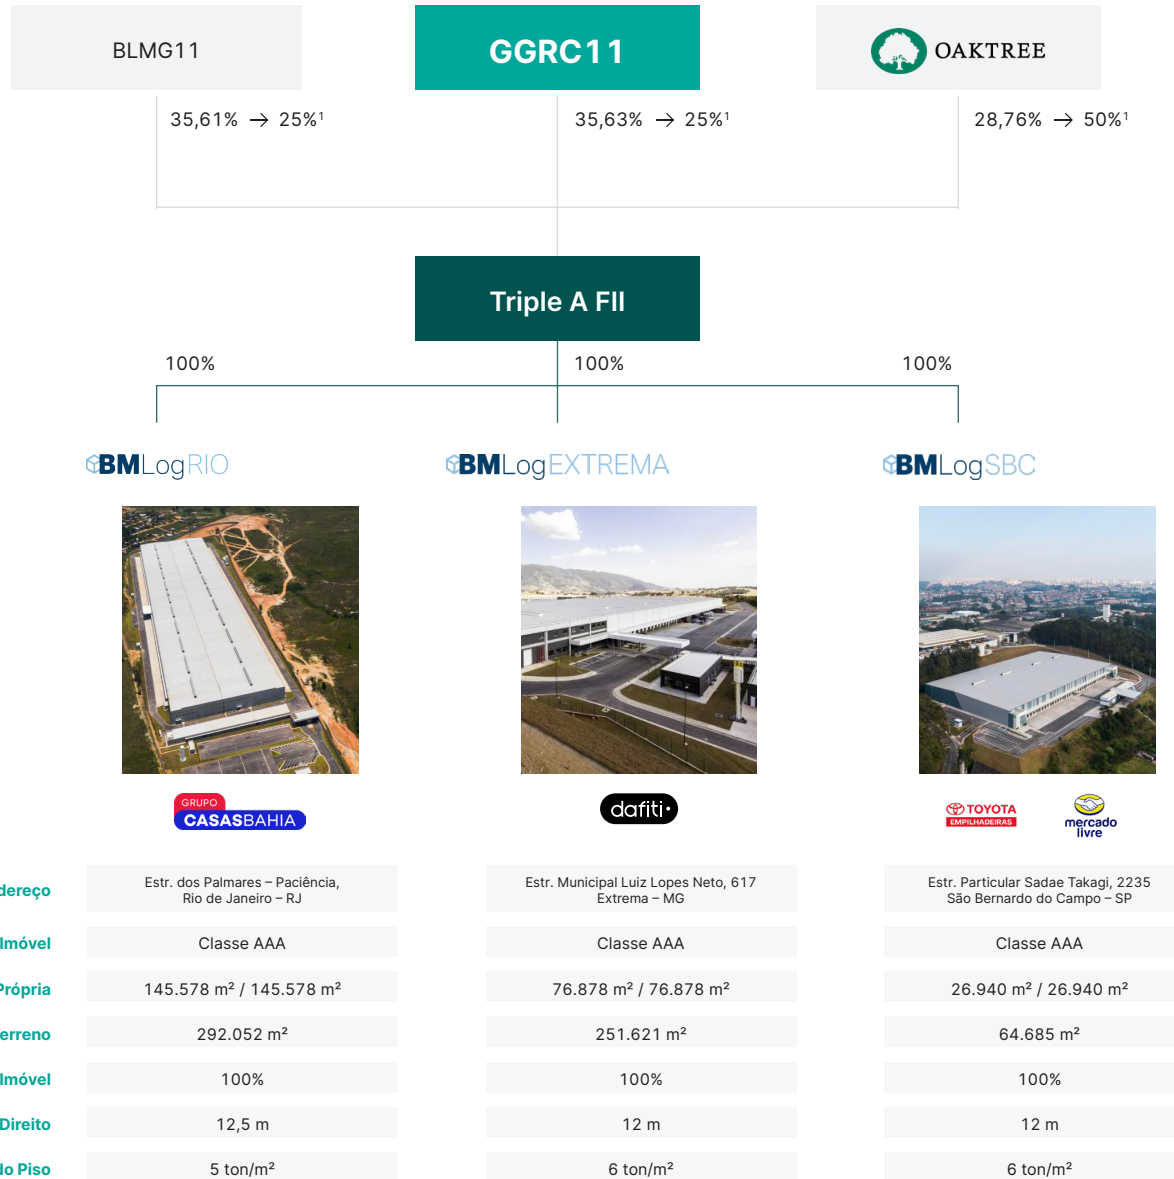 BLMG11
GGRC11
OAKTREE
35,61% → 25%¹
35,63% → 25%¹
28,76% → 50%¹
Triple A FII
100%
100%
100%
BMLogRIO
BMLogEXTREMA
BMLogSBC
GRUPO
CASASBAHIA
dafiti
TOYOTA
EMPILHADEIRAS
mercado
livre
dereço
Estr. dos Palmares – Paciência,
Rio de Janeiro – RJ
Estr. Municipal Luiz Lopes Neto, 617
Extrema – MG
Estr. Particular Sadae Takagi, 2235
São Bernardo do Campo – SP
Imóvel
Classe AAA
Classe AAA
Classe AAA
Própria
145.578 m² / 145.578 m²
76.878 m² / 76.878 m²
26.940 m² / 26.940 m²
erreno
292.052 m²
251.621 m²
64.685 m²
Imóvel
100%
100%
100%
Direito
12,5 m
12 m
12 m
do Piso
5 ton/m²
6 ton/m²
6 ton/m²